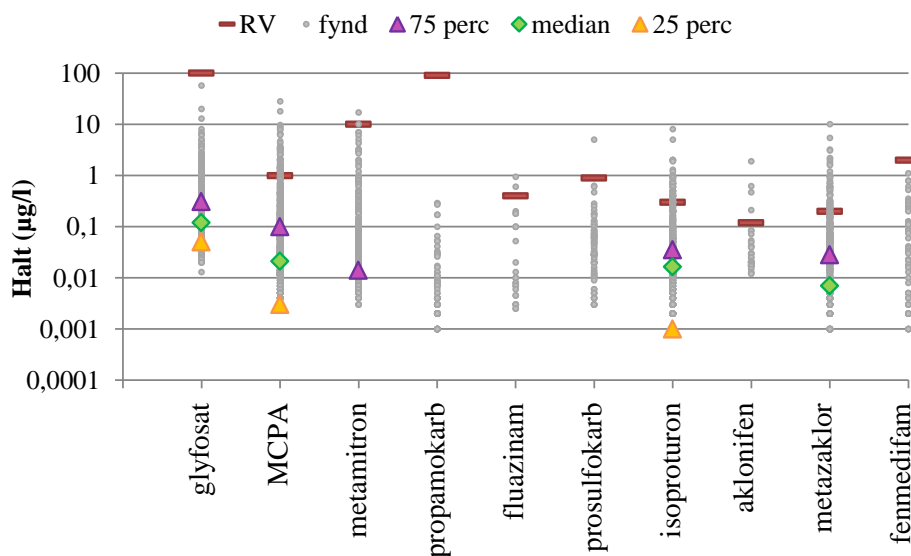 RV fynd 75 perc median 25 perc
Halt (µg/l)
100
10
1
0,1
0,01
0,001
0,0001
glyfosat
MCPA
metamitron
propamokarb
fluazinam
prosulfokarb
isoproturon
aklonifen
metazaklor
fenmedifam